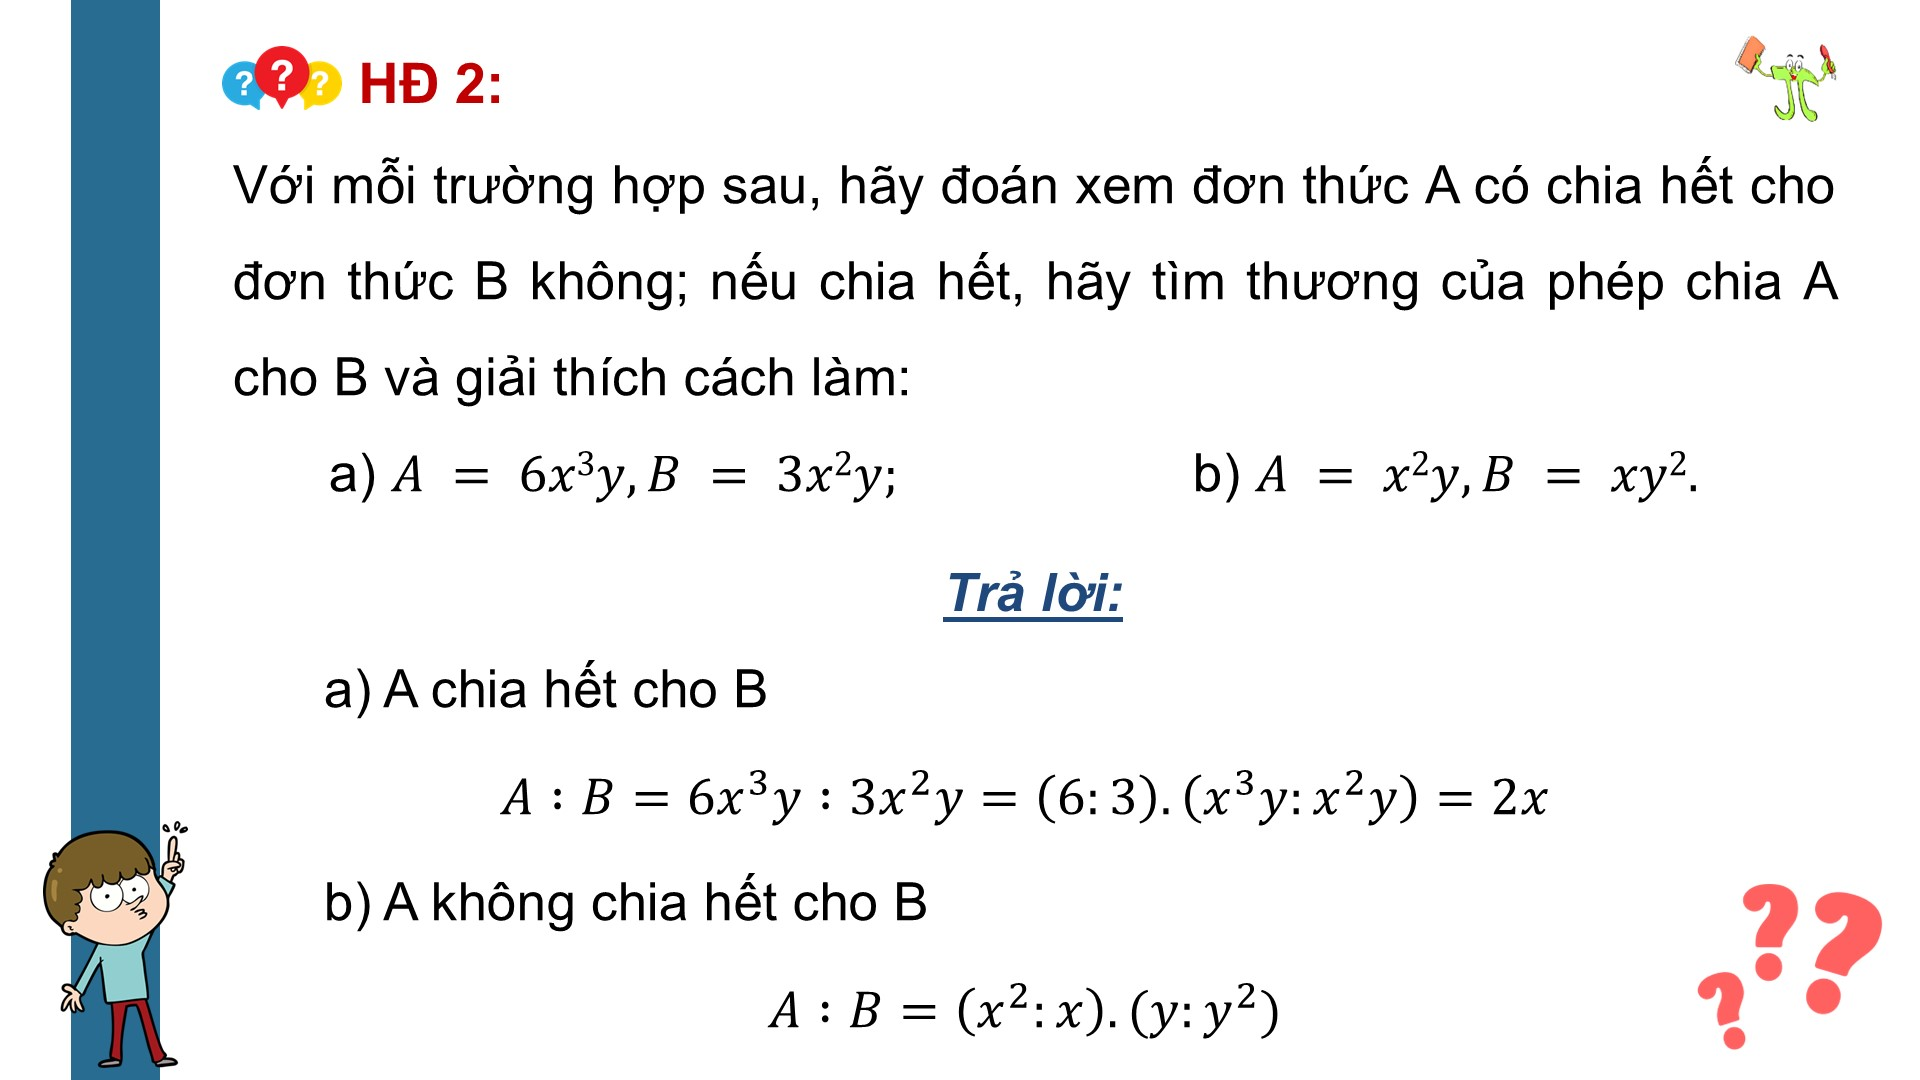 ? ? ? HĐ 2:
Với mỗi trường hợp sau, hãy đoán xem đơn thức A có chia hết cho
đơn thức B không; nếu chia hết, hãy tìm thương của phép chia A
cho B và giải thích cách làm:
a) A = 6x³y, B = 3x²y; b) A = x²y, B = xy².
Trả lời:
a) A chia hết cho B
A : B = 6x³y : 3x²y = (6: 3). (x³y: x²y) = 2x
b) A không chia hết cho B
A : B = (x²: x). (y: y²)
? ? ?